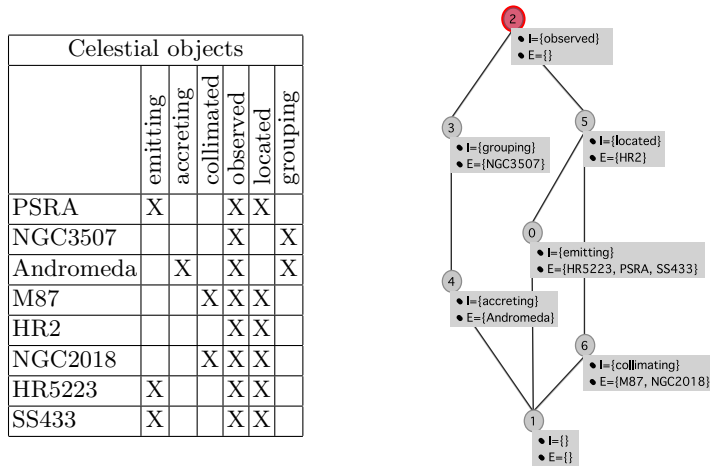 Celestial objects
emitting accreting collimated observed located grouping
PSRA X X X
NGC3507 X X
Andromeda X X X
M87 X X X
HR2 X X
NGC2018 X X X
HR5223 X X X
SS433 X X X
2
• I={observed}
• E={}
3
• I={grouping}
• E={NGC3507}
5
• I={located}
• E={HR2}
0
• I={emitting}
• E={HR5223, PSRA, SS433}
4
• I={accreting}
• E={Andromeda}
6
• I={collimating}
• E={M87, NGC2018}
1
• I={}
• E={}